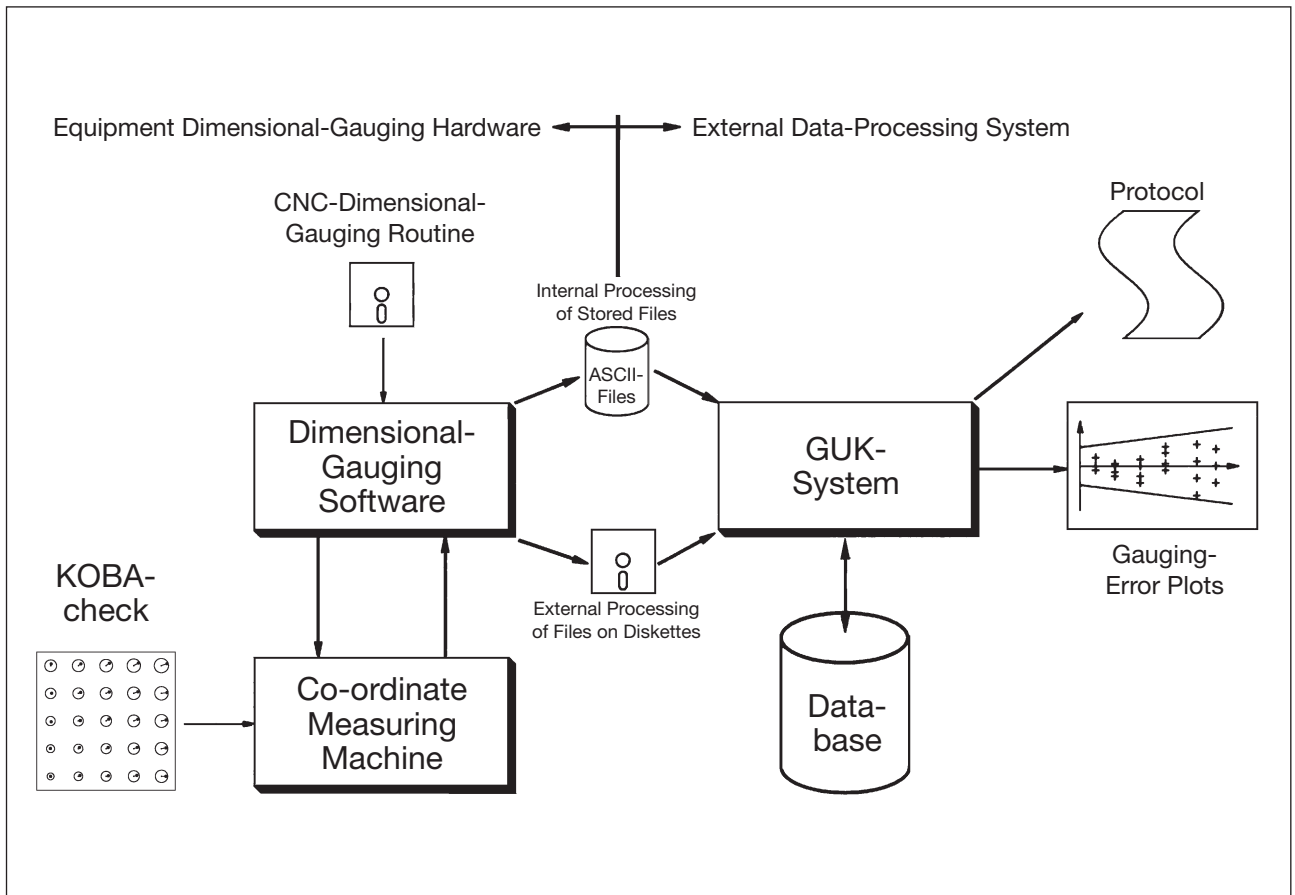 Equipment Dimensional-Gauging Hardware
External Data-Processing System
CNC-Dimensional-
Gauging Routine
Protocol
Internal Processing
of Stored Files
ASCII-
Files
Dimensional-
Gauging
Software
GUK-
System
Gauging-
Error Plots
External Processing
of Files on Diskettes
KOBA-
check
Co-ordinate
Measuring
Machine
Data-
base